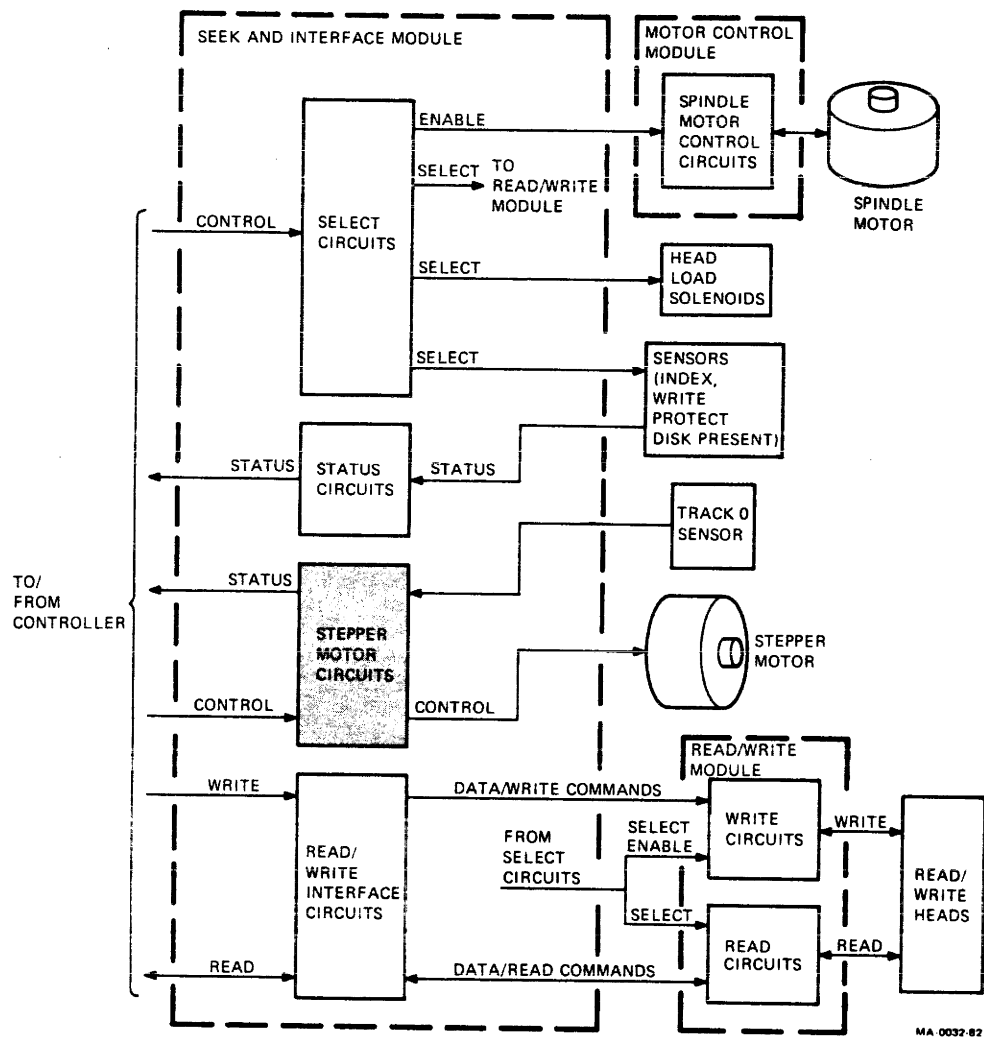 SEEK AND INTERFACE MODULE
MOTOR CONTROL
MODULE
SPINDLE
MOTOR
CONTROL
CIRCUITS
SPINDLE
MOTOR
ENABLE
SELECT
TO
READ/WRITE
MODULE
CONTROL
SELECT
CIRCUITS
SELECT
HEAD
LOAD
SOLENOIDS
SELECT
SENSORS
(INDEX,
WRITE
PROTECT
DISK PRESENT)
STATUS
STATUS
CIRCUITS
STATUS
TRACK 0
SENSOR
TO/
FROM
CONTROLLER
STATUS
STEPPER
MOTOR
CIRCUITS
STEPPER
MOTOR
CONTROL
CONTROL
READ/WRITE
MODULE
WRITE
DATA/WRITE COMMANDS
WRITE
CIRCUITS
WRITE
READ/
WRITE
INTERFACE
CIRCUITS
FROM
SELECT
CIRCUITS
SELECT
ENABLE
SELECT
READ/
WRITE
HEADS
READ
DATA/READ COMMANDS
READ
CIRCUITS
READ
MA-0032-82